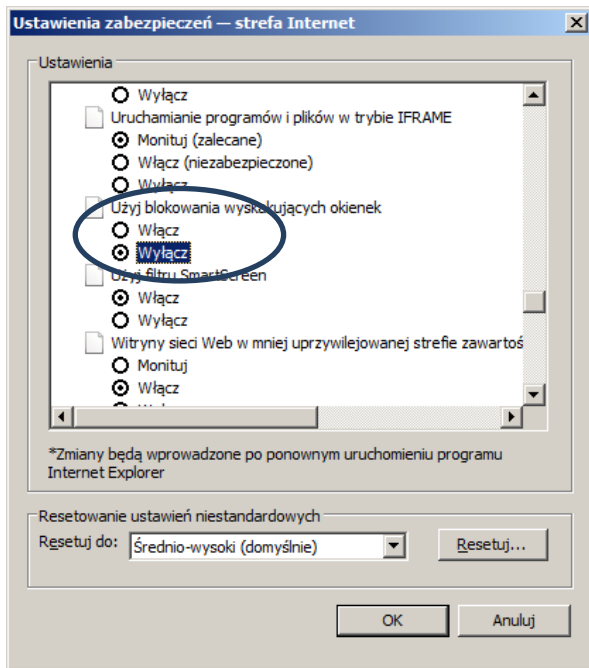 Ustawienia zabezpieczeń — strefa Internet
Ustawienia
Wyłącz
Uruchamianie programów i plików w trybie IFRAME
Monituj (zalecane)
Włącz (niezabezpieczone)
Wyłącz
Użyj blokowania wyskakujących okienek
Włącz
Wyłącz
Użyj filtru SmartScreen
Włącz
Wyłącz
Witryny sieci Web w mniej uprzywilejowanej strefie zawartoś
Monituj
Włącz
*Zmiany będą wprowadzone po ponownym uruchomieniu programu
Internet Explorer
Resetowanie ustawień niestandardowych
Resetuj do: Średnio-wysoki (domyślnie) Resetuj...
OK Anuluj